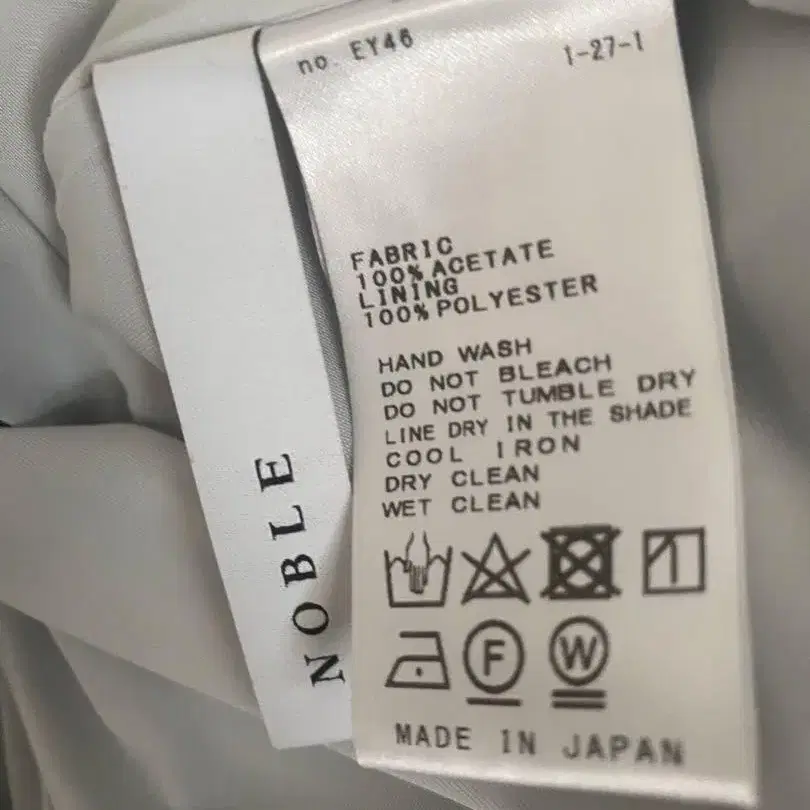 no. EY46
1-27-1
FABRIC
100% ACETATE
LINING
100% POLYESTER
HAND WASH
DO NOT BLEACH
DO NOT TUMBLE DRY
LINE DRY IN THE SHADE
COOL IRON
DRY CLEAN
WET CLEAN
F
W
MADE IN JAPAN
NOBLE